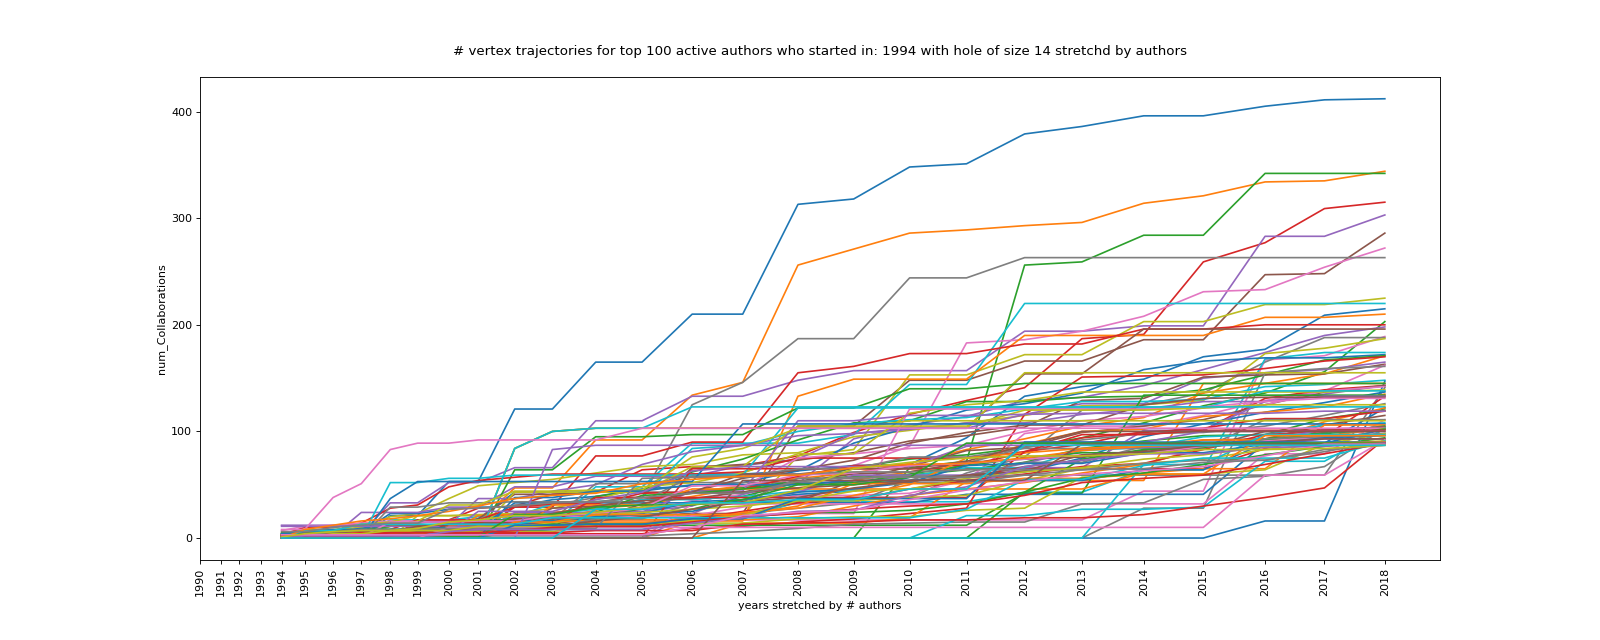 # vertex trajectories for top 100 active authors who started in: 1994 with hole of size 14 stretchd by authors
num_Collaborations
400
300
200
100
0
1990 1991 1992 1993 1994 1995 1996 1997 1998 1999 2000 2001 2002 2003 2004 2005 2006 2007 2008 2009 2010 2011 2012 2013 2014 2015 2016 2017 2018
years stretched by # authors